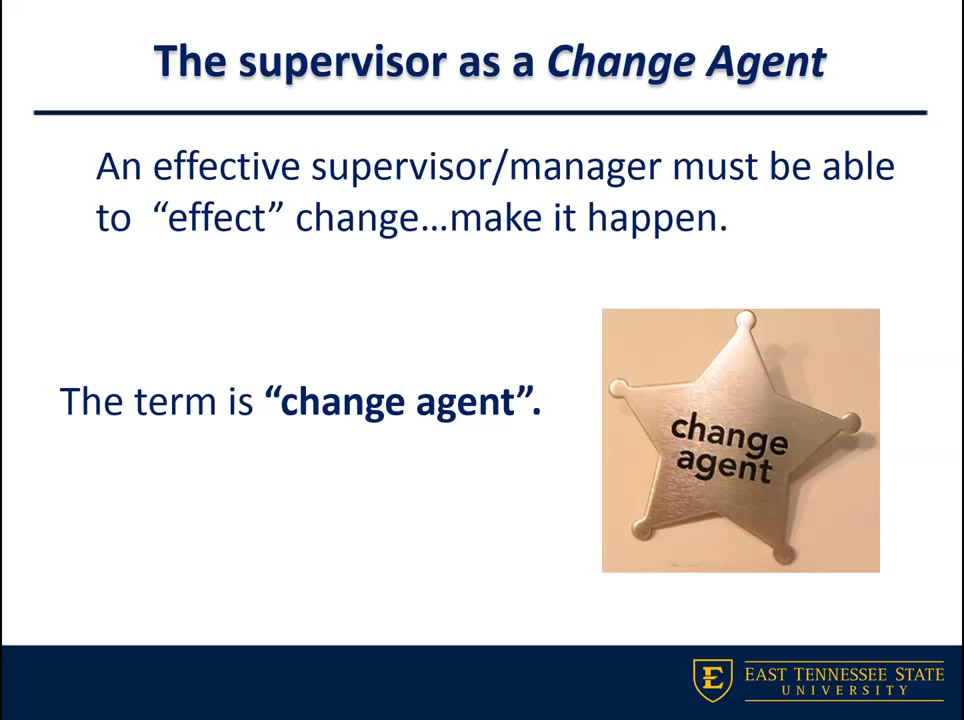 The supervisor as a Change Agent
An effective supervisor/manager must be able
to “effect” change…make it happen.
The term is “change agent”.
change
agent
E
EAST TENNESSEE STATE
UNIVERSITY